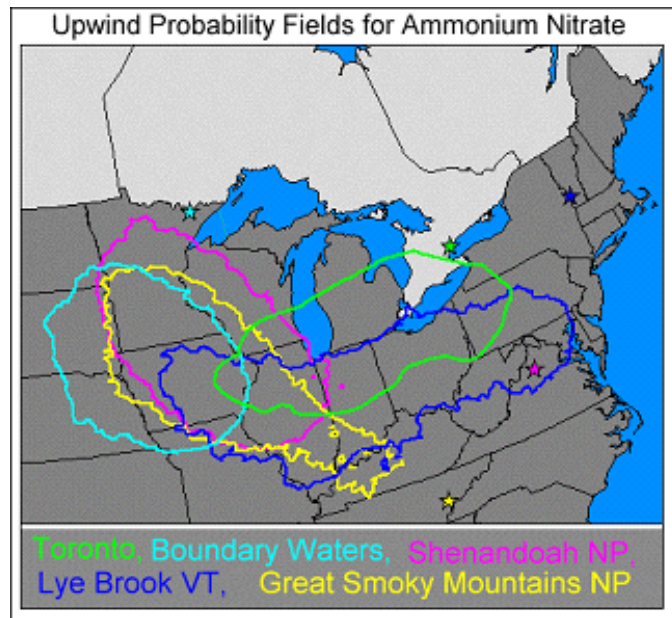 Upwind Probability Fields for Ammonium Nitrate
Toronto, Boundary Waters, Shenandoah NP,
Lye Brook VT, Great Smoky Mountains NP